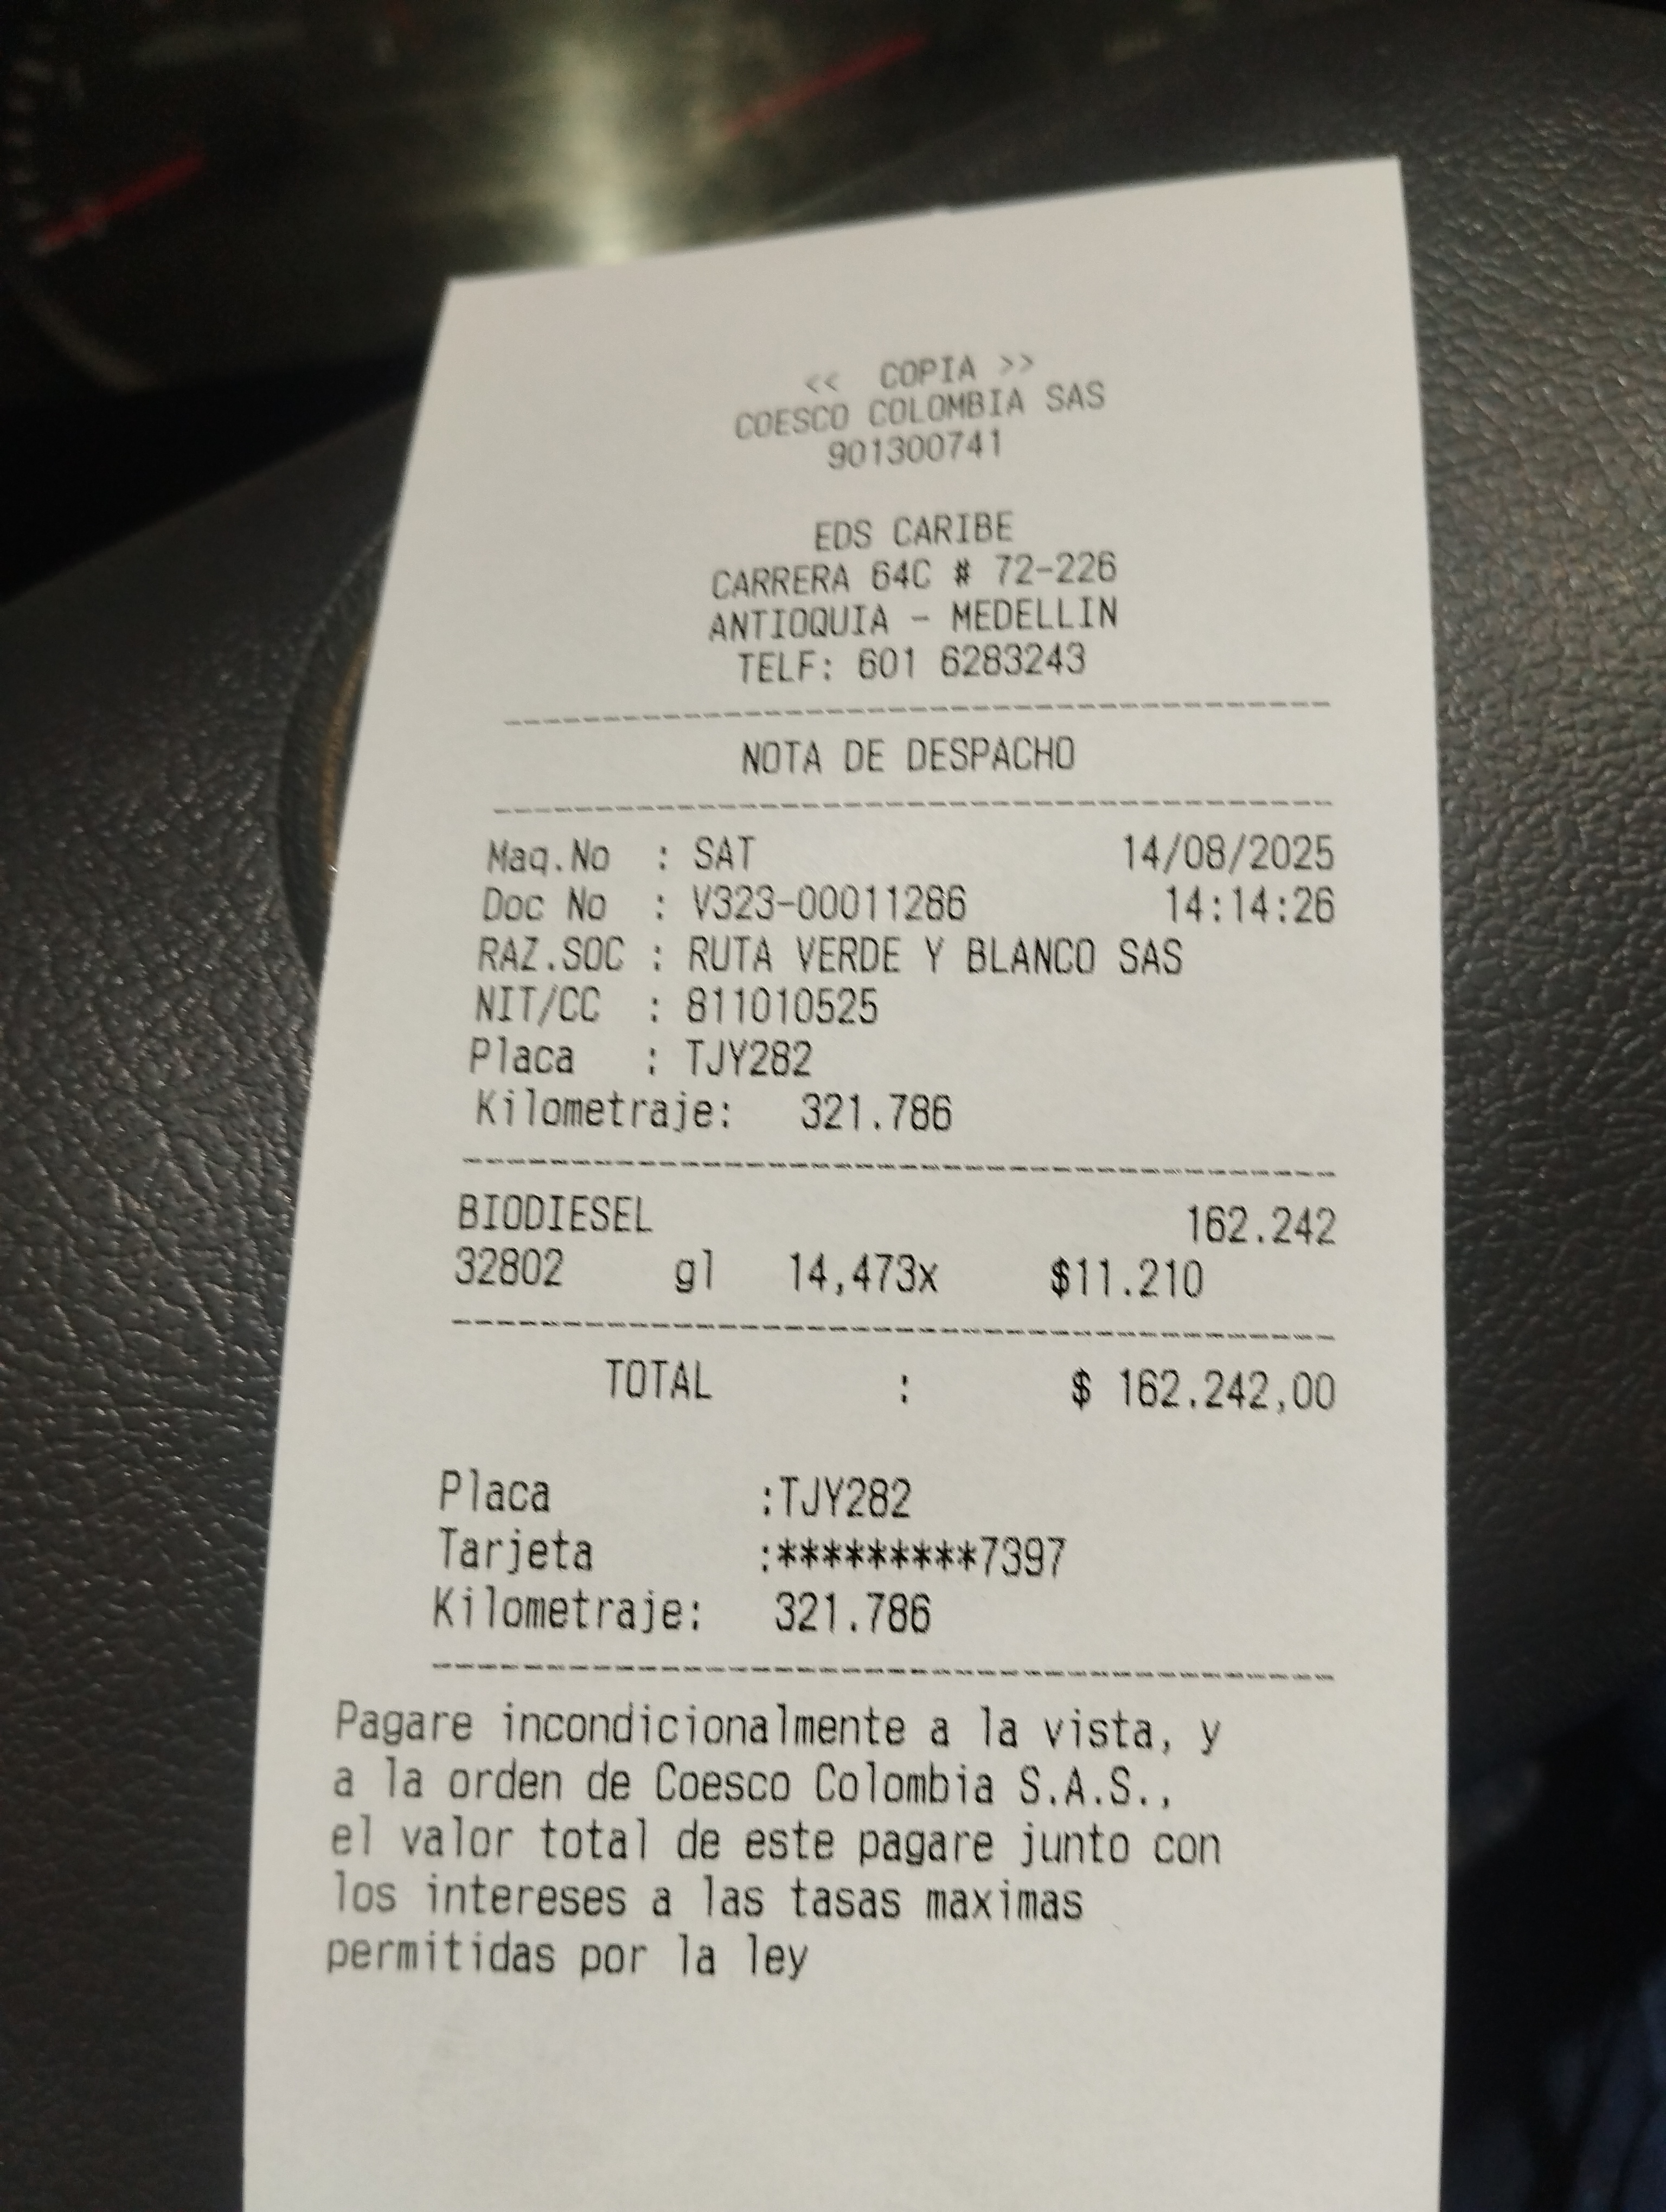 << COPIA >>
COESCO COLOMBIA SAS
901300741
EDS CARIBE
CARRERA 64C # 72-226
ANTIOQUIA - MEDELLIN
TELF: 601 6283243
NOTA DE DESPACHO
Maq.No : SAT 14/08/2025
Doc No : V323-00011286 14:14:26
RAZ.SOC : RUTA VERDE Y BLANCO SAS
NIT/CC : 811010525
Placa : TJY282
Kilometraje: 321.786
BIODIESEL 162.242
32802 gl 14,473x $11.210
TOTAL : $ 162.242,00
Placa :TJY282
Tarjeta :*********7397
Kilometraje: 321.786
Pagare incondicionalmente a la vista, y
a la orden de Coesco Colombia S.A.S.,
el valor total de este pagare junto con
los intereses a las tasas maximas
permitidas por la ley